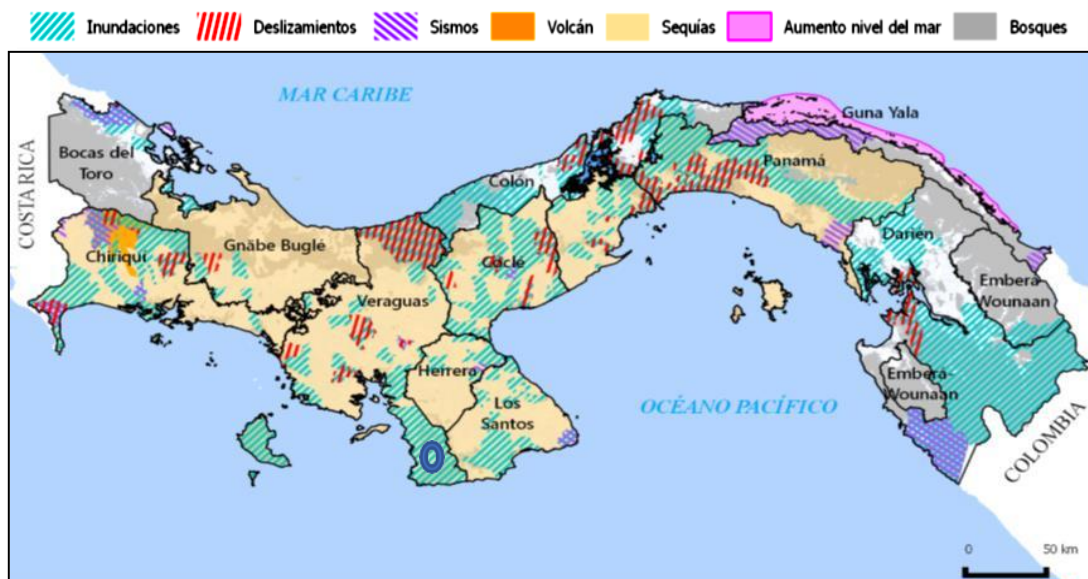 Inundaciones Deslizamientos Sismos Volcán Sequías Aumento nivel del mar Bosques
MAR CARIBE
Guna Yala
COSTA RICA
Bocas del
Toro
Panamá
Colón
Gnäbe Buglé
Darién
Chiriquí
Coclé
Embera-
Wounaan
Veraguas
Herrera
Embera-
Wounaan
Los
Santos
OCÉANO PACÍFICO
COLOMBIA
0 50 km